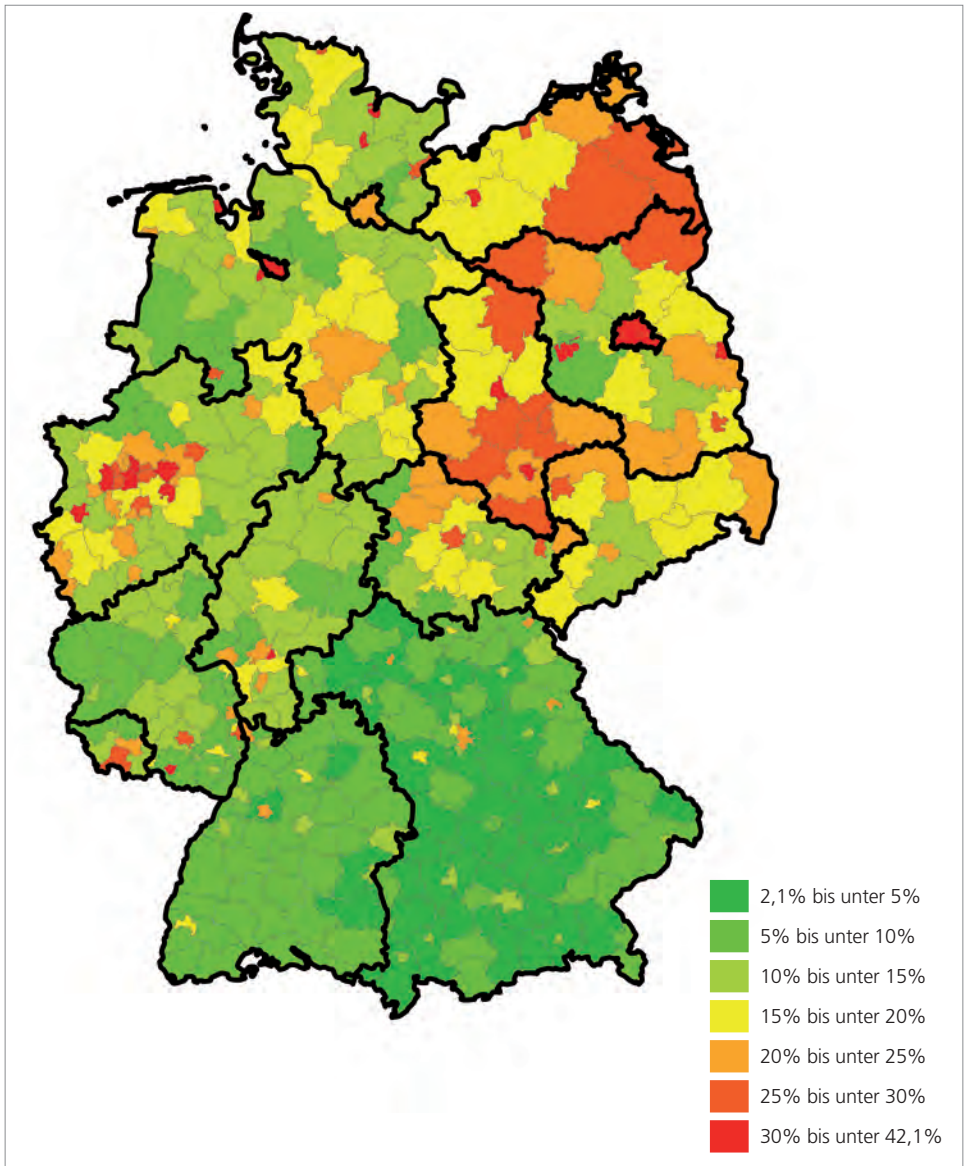 2,1% bis unter 5%
5% bis unter 10%
10% bis unter 15%
15% bis unter 20%
20% bis unter 25%
25% bis unter 30%
30% bis unter 42,1%